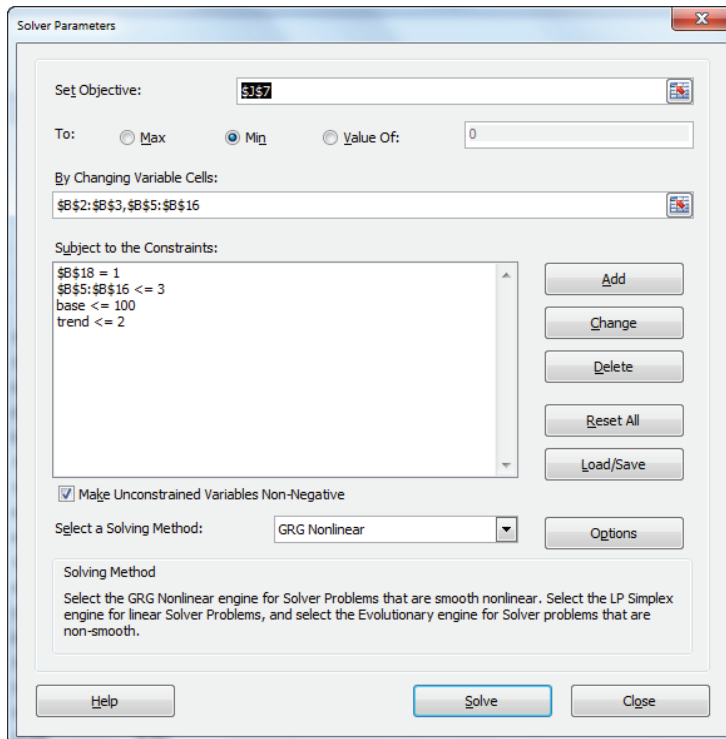 Solver Parameters
X
Set Objective:
$J$7
To:
Max
Min
Value Of:
0
By Changing Variable Cells:
$B$2:$B$3,$B$5:$B$16
Subject to the Constraints:
$B$18 = 1
$B$5:$B$16 <= 3
base <= 100
trend <= 2
Add
Change
Delete
Reset All
Load/Save
Make Unconstrained Variables Non-Negative
Select a Solving Method:
GRG Nonlinear
Options
Solving Method
Select the GRG Nonlinear engine for Solver Problems that are smooth nonlinear. Select the LP Simplex
engine for linear Solver Problems, and select the Evolutionary engine for Solver problems that are
non-smooth.
Help
Solve
Close